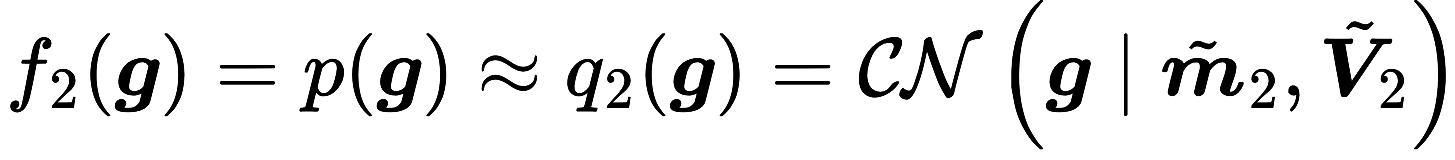 f₂(𝒈) = p(𝒈) ≈ q₂(𝒈) = 𝒞𝒩 (𝒈 | 𝒎̃₂, 𝑽̃₂)